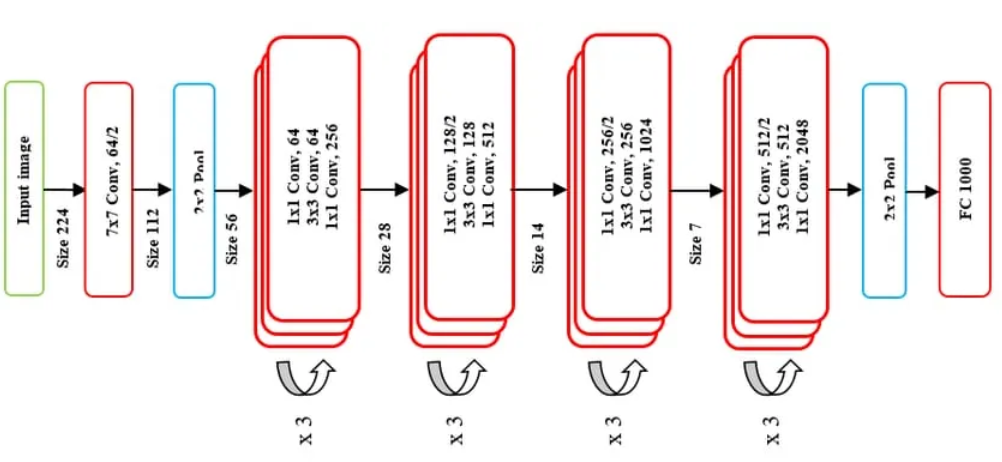 Input image
Size 224
7x7 Conv, 64/2
Size 112
2x2 Pool
Size 56
1x1 Conv, 64
3x3 Conv, 64
1x1 Conv, 256
x 3
Size 28
1x1 Conv, 128/2
3x3 Conv, 128
1x1 Conv, 512
x 3
Size 14
1x1 Conv, 256/2
3x3 Conv, 256
1x1 Conv, 1024
x 3
Size 7
1x1 Conv, 512/2
3x3 Conv, 512
1x1 Conv, 2048
x 3
2x2 Pool
FC 1000